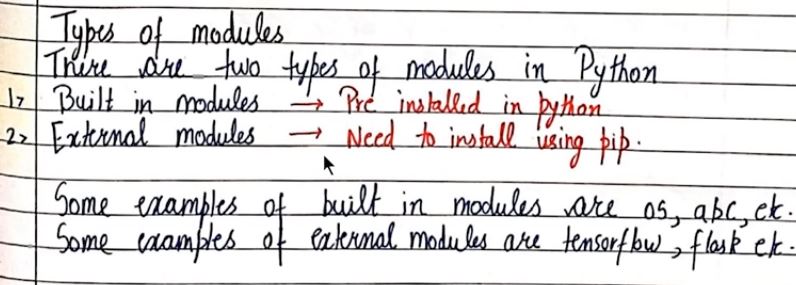 Types of modules
There are two types of modules in Python
1> Built in modules → Pre installed in python
2> External modules → Need to install using pip.
Some examples of built in modules are os, abc, etc.
Some examples of external modules are tensorflow, flask etc.